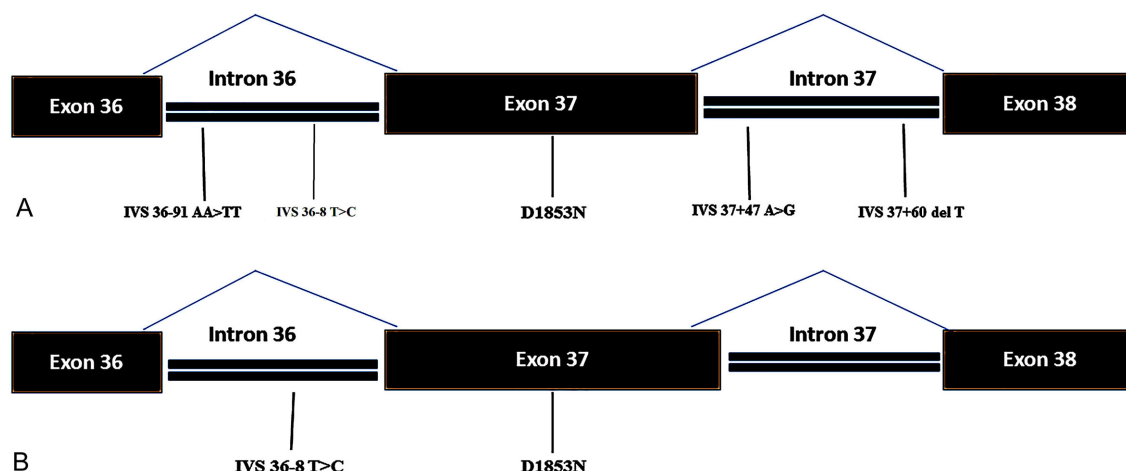 Intron 36
Intron 37
Exon 36
Exon 37
Exon 38
IVS 36-91 AA>TT
IVS 36-8 T>C
D1853N
IVS 37+47 A>G
IVS 37+60 del T
A
Intron 36
Intron 37
Exon 36
Exon 37
Exon 38
IVS 36-8 T>C
D1853N
B